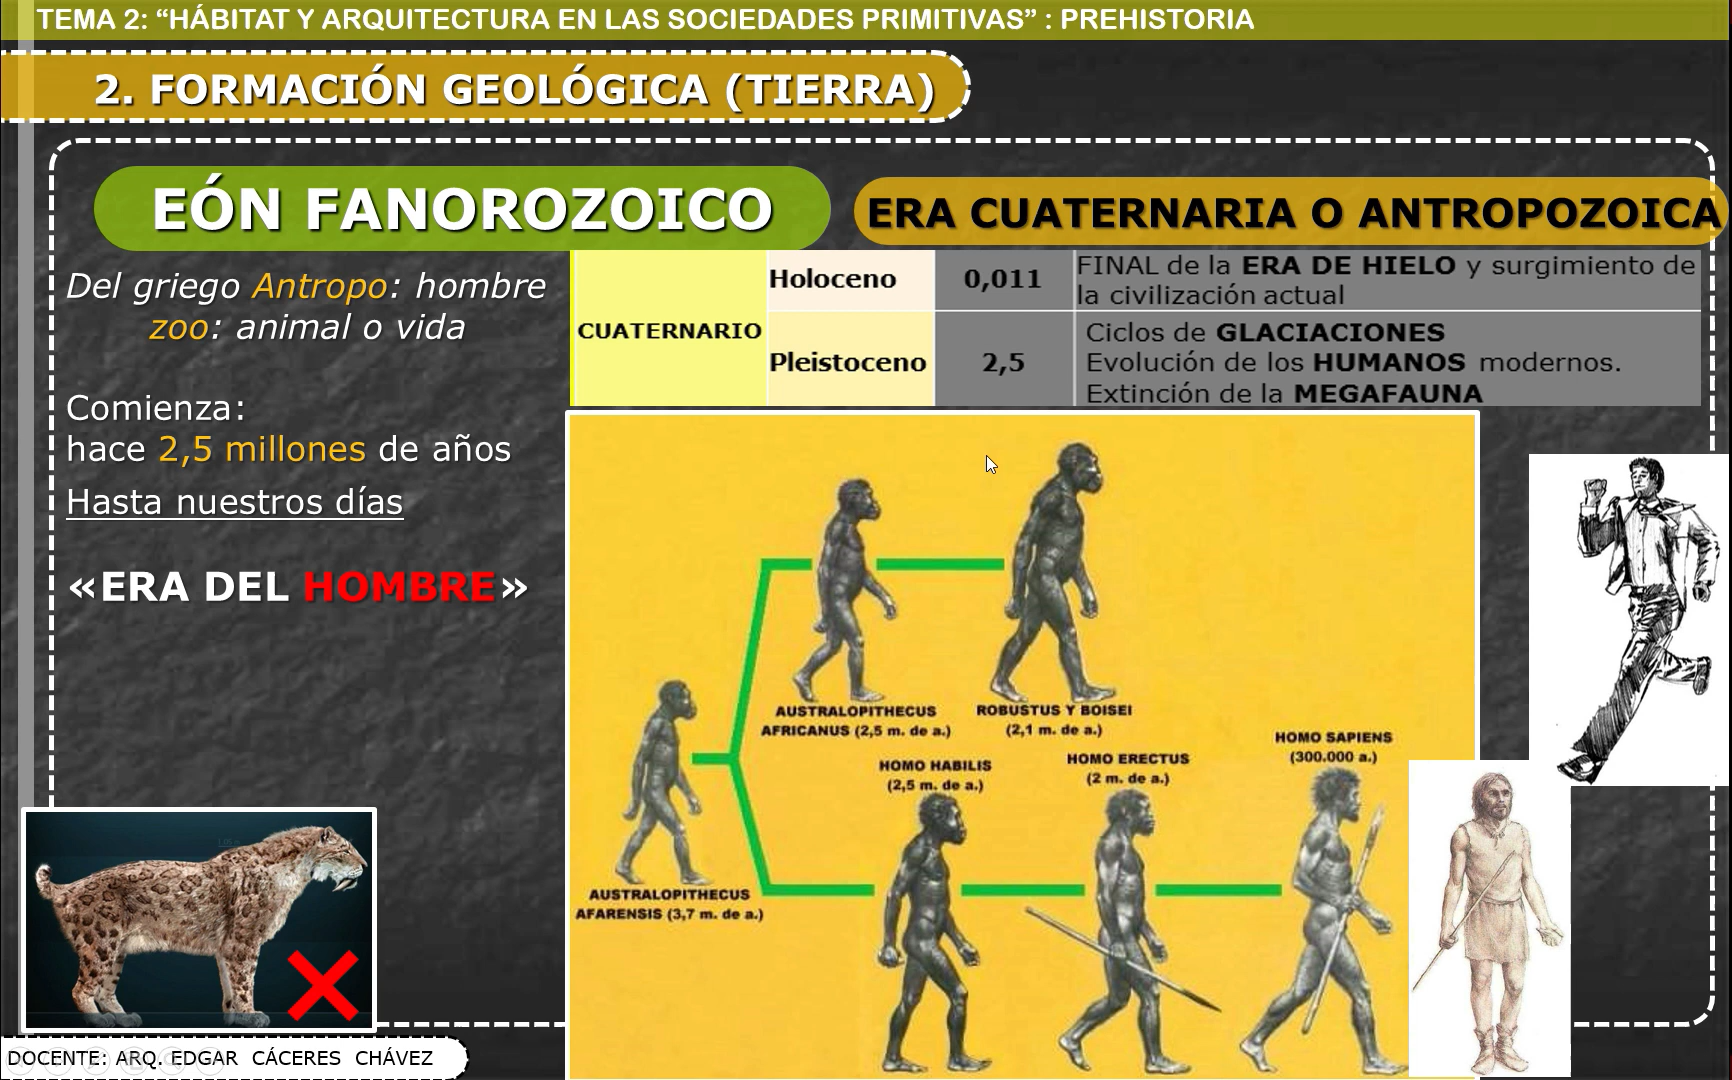 TEMA 2: “HÁBITAT Y ARQUITECTURA EN LAS SOCIEDADES PRIMITIVAS” : PREHISTORIA
2. FORMACIÓN GEOLÓGICA (TIERRA)
EÓN FANOROZOICO
ERA CUATERNARIA O ANTROPOZOICA
Del griego Antropo: hombre
zoo: animal o vida
Comienza:
hace 2,5 millones de años
Hasta nuestros días
«ERA DEL HOMBRE»
CUATERNARIO
Holoceno
0,011
FINAL de la ERA DE HIELO y surgimiento de
la civilización actual
Pleistoceno
2,5
Ciclos de GLACIACIONES
Evolución de los HUMANOS modernos.
Extinción de la MEGAFAUNA
AUSTRALOPITHECUS
AFRICANUS (2,5 m. de a.)
ROBUSTUS Y BOISEI
(2,1 m. de a.)
HOMO HABILIS
(2,5 m. de a.)
HOMO ERECTUS
(2 m. de a.)
HOMO SAPIENS
(300.000 a.)
AUSTRALOPITHECUS
AFARENSIS (3,7 m. de a.)
DOCENTE: ARQ. EDGAR CÁCERES CHÁVEZ